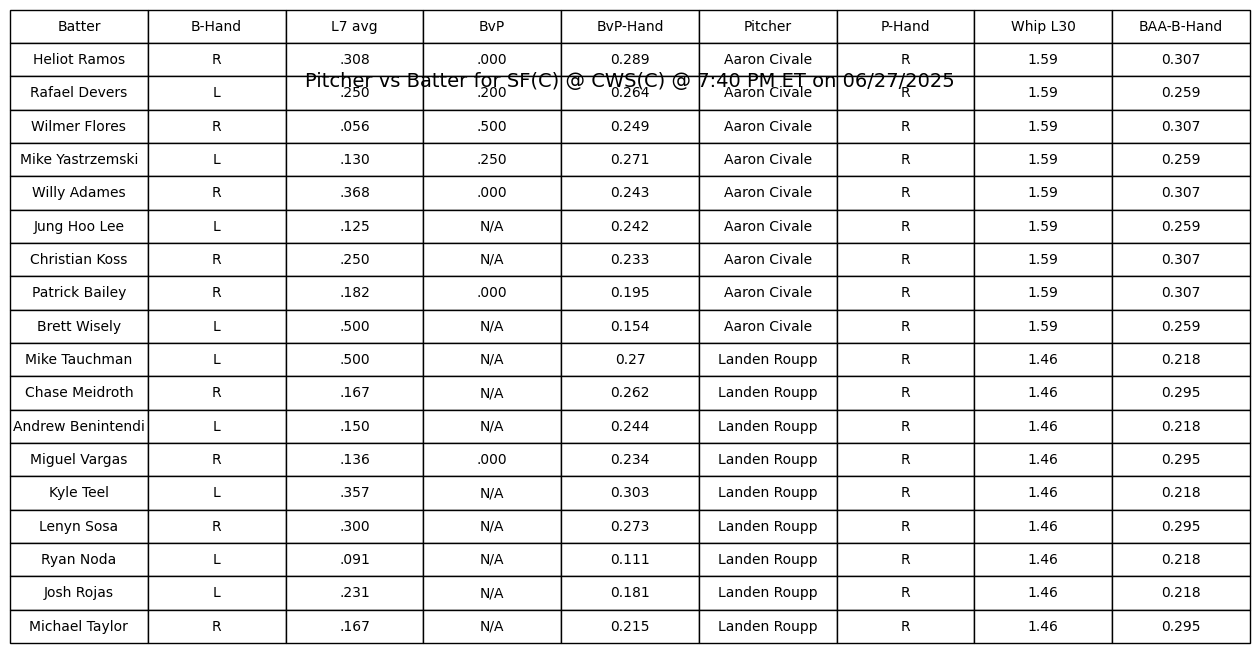 Batter B-Hand L7 avg BvP BvP-Hand Pitcher P-Hand Whip L30 BAA-B-Hand
Heliot Ramos R .308 .000 0.289 Aaron Civale R 1.59 0.307
Pitcher vs Batter for SF(C) @ CWS(C) @ 7:40 PM ET on 06/27/2025
Rafael Devers L .250 .200 0.264 Aaron Civale R 1.59 0.259
Wilmer Flores R .056 .500 0.249 Aaron Civale R 1.59 0.307
Mike Yastrzemski L .130 .250 0.271 Aaron Civale R 1.59 0.259
Willy Adames R .368 .000 0.243 Aaron Civale R 1.59 0.307
Jung Hoo Lee L .125 N/A 0.242 Aaron Civale R 1.59 0.259
Christian Koss R .250 N/A 0.233 Aaron Civale R 1.59 0.307
Patrick Bailey R .182 .000 0.195 Aaron Civale R 1.59 0.307
Brett Wisely L .500 N/A 0.154 Aaron Civale R 1.59 0.259
Mike Tauchman L .500 N/A 0.27 Landen Roupp R 1.46 0.218
Chase Meidroth R .167 N/A 0.262 Landen Roupp R 1.46 0.295
Andrew Benintendi L .150 N/A 0.244 Landen Roupp R 1.46 0.218
Miguel Vargas R .136 .000 0.234 Landen Roupp R 1.46 0.295
Kyle Teel L .357 N/A 0.303 Landen Roupp R 1.46 0.218
Lenyn Sosa R .300 N/A 0.273 Landen Roupp R 1.46 0.295
Ryan Noda L .091 N/A 0.111 Landen Roupp R 1.46 0.218
Josh Rojas L .231 N/A 0.181 Landen Roupp R 1.46 0.218
Michael Taylor R .167 N/A 0.215 Landen Roupp R 1.46 0.295